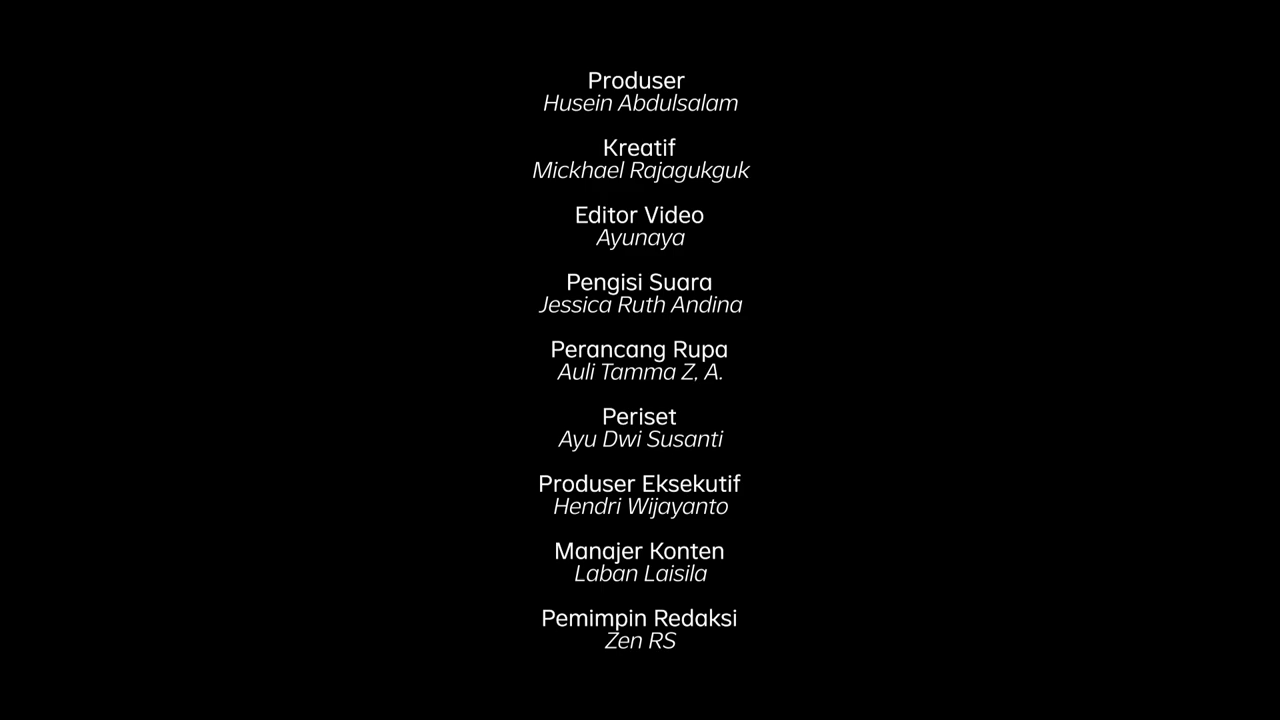 Produser
Husein Abdulsalam
Kreatif
Mickhael Rajagukguk
Editor Video
Ayunaya
Pengisi Suara
Jessica Ruth Andina
Perancang Rupa
Auli Tamma Z, A.
Periset
Ayu Dwi Susanti
Produser Eksekutif
Hendri Wijayanto
Manajer Konten
Laban Laisila
Pemimpin Redaksi
Zen RS